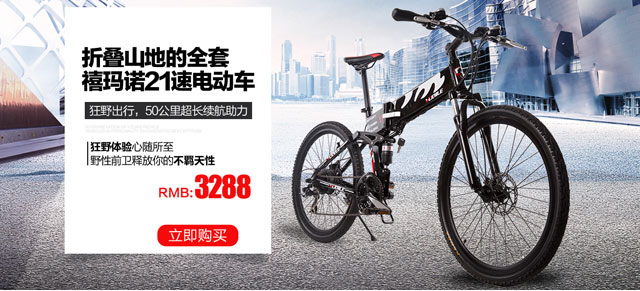 折叠山地的全套
禧玛诺21速电动车
狂野出行，50公里超长续航助力
狂野体验心随所至
野性前卫释放你的不羁天性
RMB:3288
立即购买